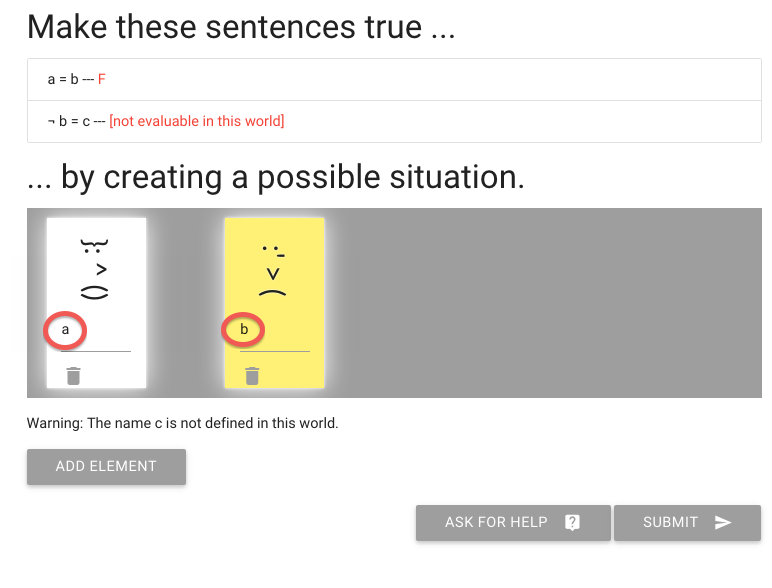 Make these sentences true ...
a = b --- F
¬ b = c --- [not evaluable in this world]
... by creating a possible situation.
a b
Warning: The name c is not defined in this world.
ADD ELEMENT
ASK FOR HELP SUBMIT